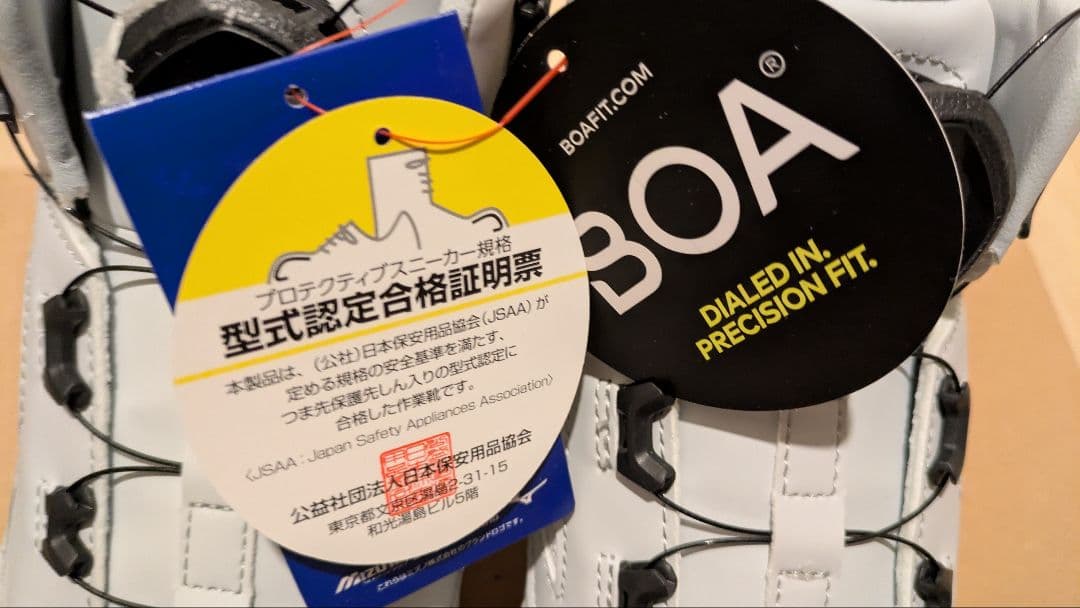 プロテクティブスニーカー規格
型式認定合格証明票
本製品は、(公社)日本保安用品協会(JSAA)が
定める規格の安全基準を満たす、
つま先保護先しん入りの型式認定に
合格した作業靴です。
〈JSAA：Japan Safety Appliances Association〉
公益社団法人日本保安用品協会
東京都文京区湯島2-31-15
和光湯島ビル5階
BOAFIT.COM
BOA®
DIALED IN.
PRECISION FIT.